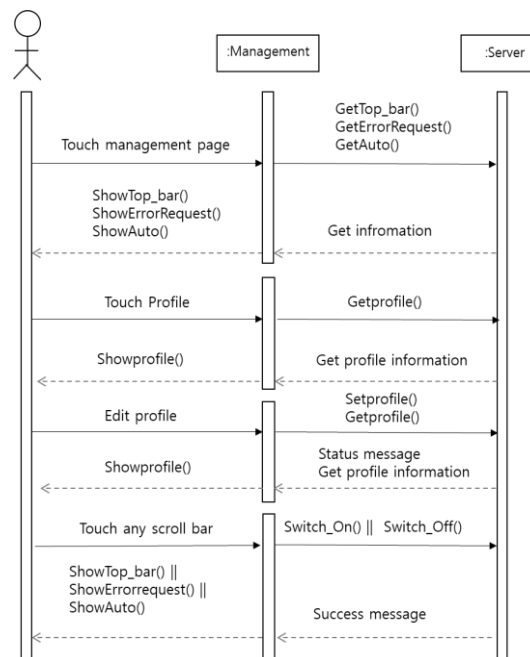 :Management
:Server
GetTop_bar()
GetErrorRequest()
GetAuto()
Touch management page
ShowTop_bar()
ShowErrorRequest()
ShowAuto()
Get infromation
Touch Profile
Getprofile()
Showprofile()
Get profile information
Setprofile()
Getprofile()
Edit profile
Status message
Get profile information
Showprofile()
Touch any scroll bar
Switch_On() || Switch_Off()
ShowTop_bar() ||
ShowErrorrequest() ||
ShowAuto()
Success message